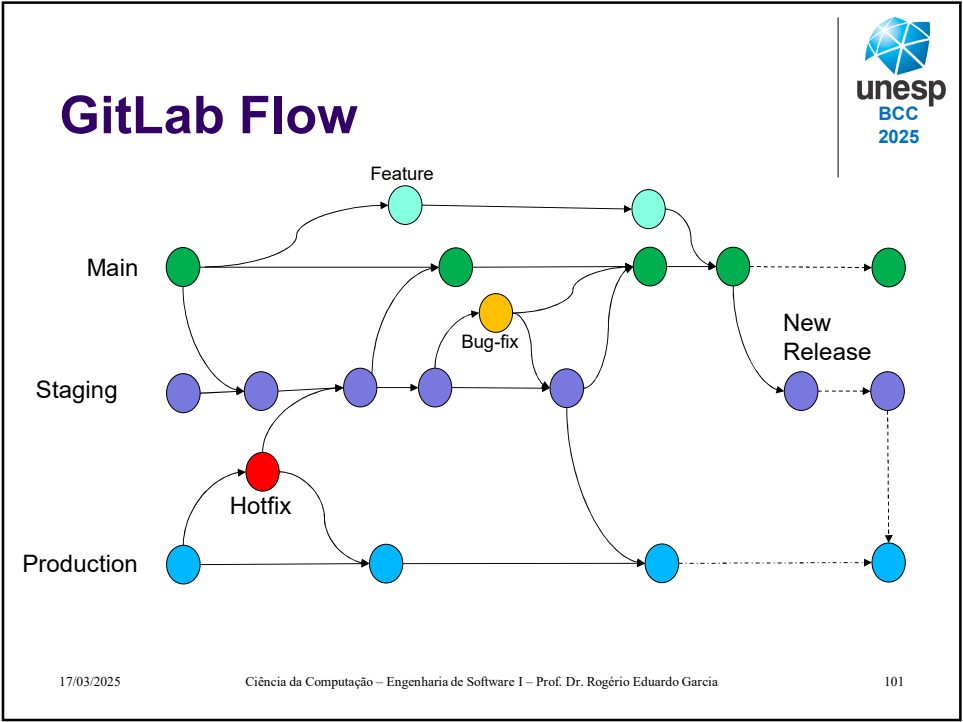 unesp
BCC
2025
GitLab Flow
Feature
Main
Bug-fix
New
Release
Staging
Hotfix
Production
17/03/2025
Ciência da Computação – Engenharia de Software I – Prof. Dr. Rogério Eduardo Garcia
101